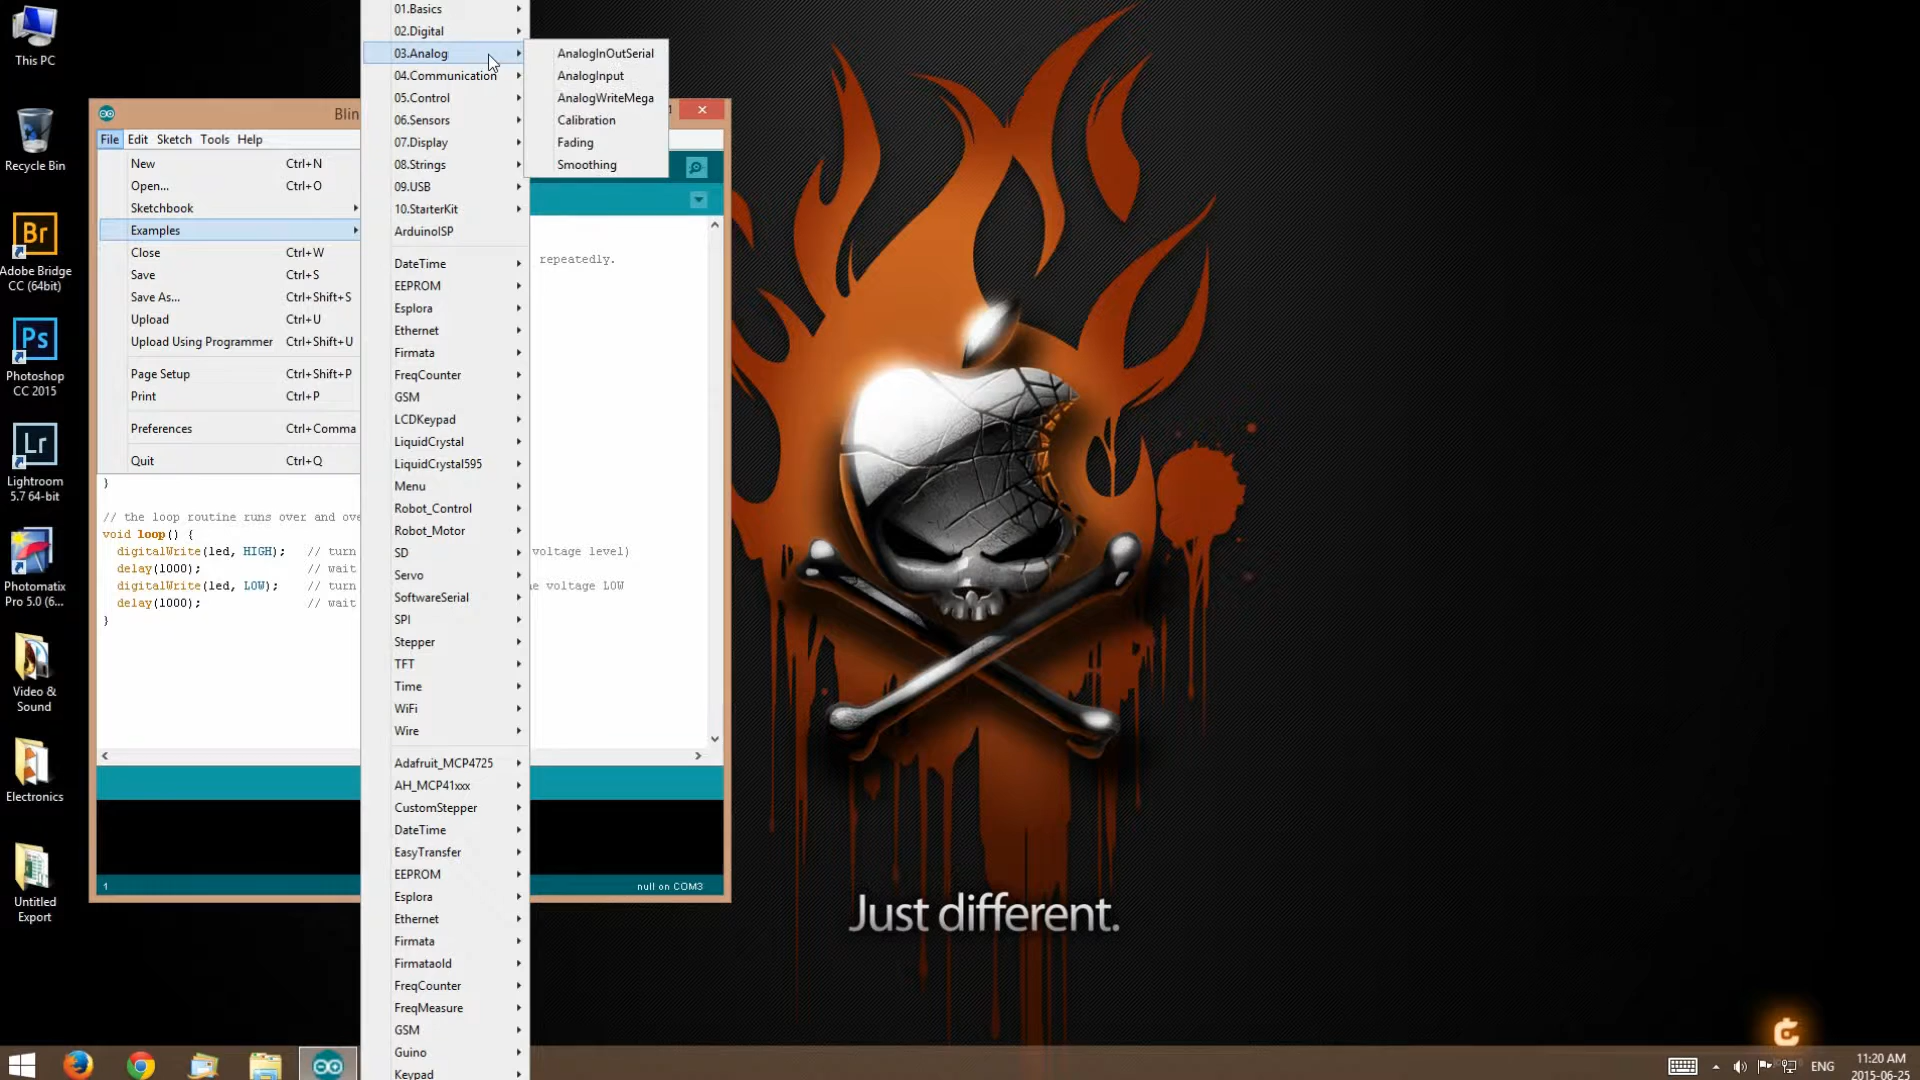 This PC
Recycle Bin
Br
Adobe Bridge
CC (64bit)
Ps
Photoshop
CC 2015
Lr
Lightroom
5.7 64-bit
Photomatix
Pro 5.0 (6...
Video &
Sound
Electronics
Untitled
Export
Blin
File Edit Sketch Tools Help
New Ctrl+N
Open... Ctrl+O
Sketchbook
Examples
Close Ctrl+W
Save Ctrl+S
Save As... Ctrl+Shift+S
Upload Ctrl+U
Upload Using Programmer Ctrl+Shift+U
Page Setup Ctrl+Shift+P
Print Ctrl+P
Preferences Ctrl+Comma
Quit Ctrl+Q
01.Basics
02.Digital
03.Analog
04.Communication
05.Control
06.Sensors
07.Display
08.Strings
09.USB
10.StarterKit
ArduinoISP
DateTime
EEPROM
Esplora
Ethernet
Firmata
FreqCounter
GSM
LCDKeypad
LiquidCrystal
LiquidCrystal595
Menu
Robot_Control
Robot_Motor
SD
Servo
SoftwareSerial
SPI
Stepper
TFT
Time
WiFi
Wire
Adafruit_MCP4725
AH_MCP41xxx
CustomStepper
DateTime
EasyTransfer
EEPROM
Esplora
Ethernet
Firmata
Firmataold
FreqCounter
FreqMeasure
GSM
Guino
Keypad
AnalogInOutSerial
AnalogInput
AnalogWriteMega
Calibration
Fading
Smoothing
repeatedly.
}
// the loop routine runs over and ove
void loop() {
digitalWrite(led, HIGH); // turn voltage level)
delay(1000); // wait
digitalWrite(led, LOW); // turn e voltage LOW
delay(1000); // wait
}
1 null on COM3
Just different.
ENG
11:20 AM
2015-06-25